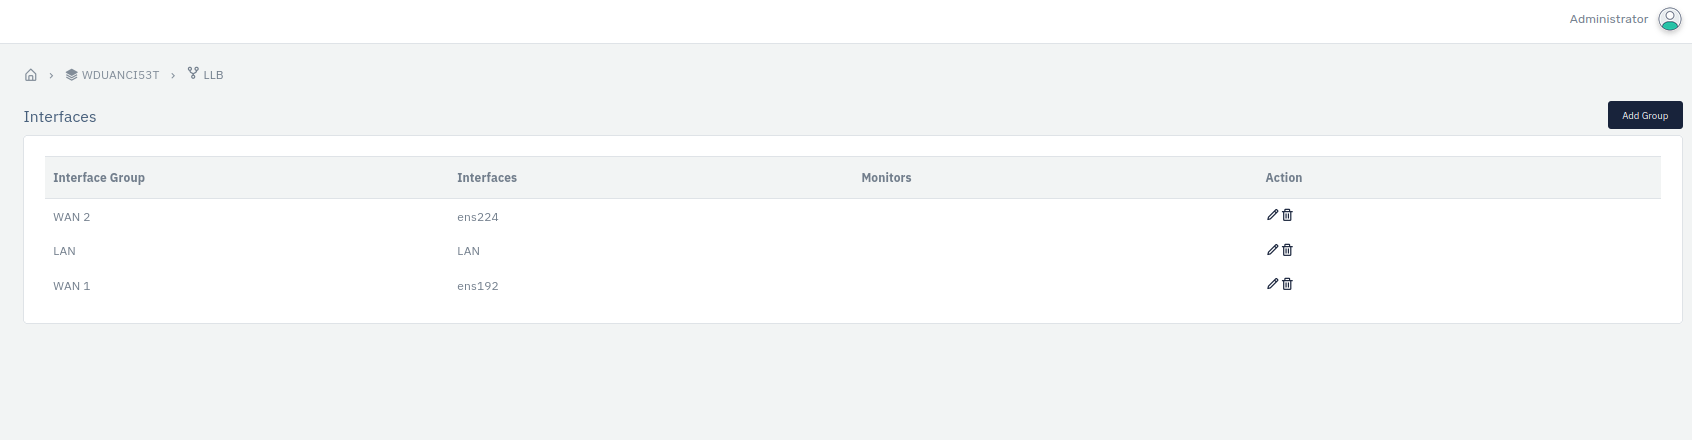 Administrator
› WDUANCI53T › LLB
Interfaces
Add Group
Interface Group Interfaces Monitors Action
WAN 2 ens224
LAN LAN
WAN 1 ens192